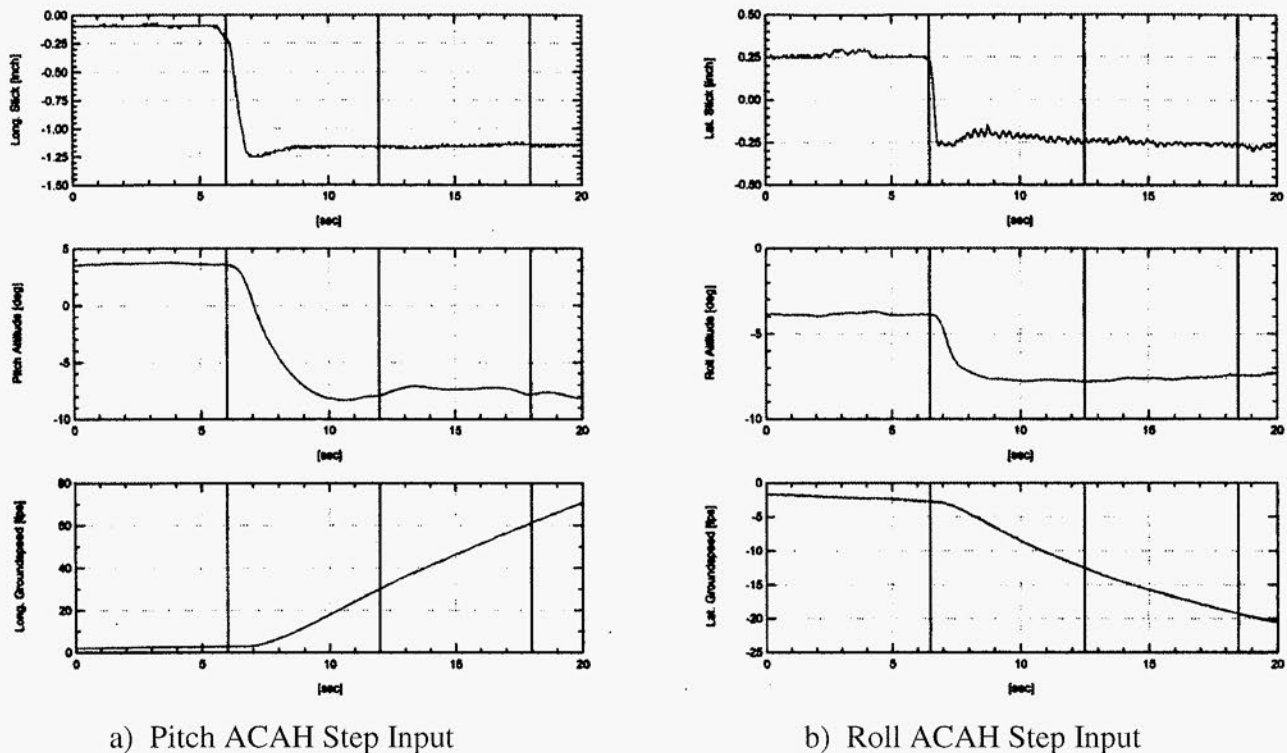 Long. Stick [inch]
0.00
-0.25
-0.50
-0.75
-1.00
-1.25
-1.50
0 5 10 15 20
[sec]
Pitch Attitude [deg]
5
0
-5
-10
0 5 10 15 20
[sec]
Long. Groundspeed [fps]
80
60
40
20
0
0 5 10 15 20
[sec]
a) Pitch ACAH Step Input
Lat. Stick [inch]
0.50
0.25
0.00
-0.25
-0.50
0 5 10 15 20
[sec]
Roll Attitude [deg]
0
-5
-10
0 5 10 15 20
[sec]
Lat. Groundspeed [fps]
0
-5
-10
-15
-20
-25
0 5 10 15 20
[sec]
b) Roll ACAH Step Input